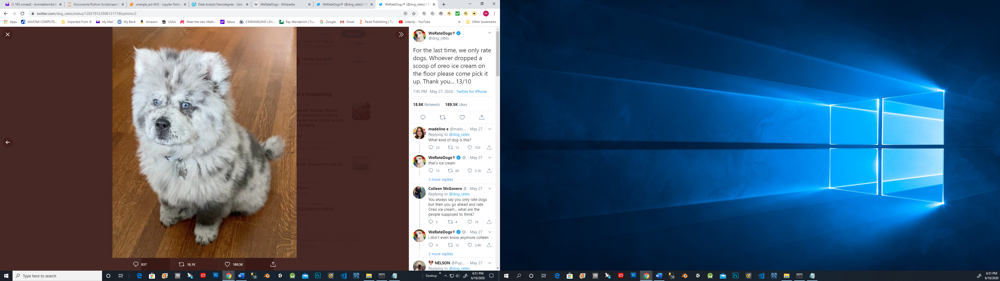 (1,165 unread) - burntablemike@
Documents/Python Scripts/pand
wrangle_act-MJS - Jupyter Noteb
Data Analyst Nanodegree - Uda
WeRateDogs - Wikipedia
WeRateDogs® (@dog_rates) / Tw
WeRateDogs® (@dog_rates) / Tw
twitter.com/dog_rates/status/1265791228081311746/photo/2
m
Apps
ASUSTeK COMPUTE...
Imported From IE
My Mail
My Bank
Amazon
USAA
Meet the new Meet...
Yahoo
CINEMABLEND | En...
Ray Wenderlich | Tu...
Google
Gmail
Packt Publishing | T...
Udacity - YouTube
Other bookmarks
Log in
Sign up
Follow
Mindy Kaling
Follow
at's happening
otests: George Floyd's
er testified at a House
ng on racial profiling and
e brutality
D-19: Updates for the US
Evans
DISCOGRAPHY RATE
837
18.1K
189.5K
WeRateDogs®
@dog_rates
For the last time, we only rate
dogs. Whoever dropped a
scoop of oreo ice cream on
the floor please come pick it
up. Thank you... 13/10
7:45 PM · May 27, 2020 · Twitter for iPhone
18.8K Retweets 189.5K Likes
madeline e @madc... · May 27
Replying to @dog_rates
What kind of dog is this?
23 12 703
WeRateDogs® @. · May 27
that's ice cream
13 69 5.1K
3 more replies
Colleen McGovern @ · May 27
Replying to @dog_rates
You always say you only rate dogs
but then you go ahead and rate
Oreo ice cream... what are the
people supposed to think?
5 4 1K
WeRateDogs® @. · May 27
i don't even know anymore colleen
9 12 2.4K
2 more replies
NELSON @Pup... · May 27
Replying to @dog_rates
Type here to search
Desktop
6:51 PM
6/10/2020
6:51 PM
6/10/2020